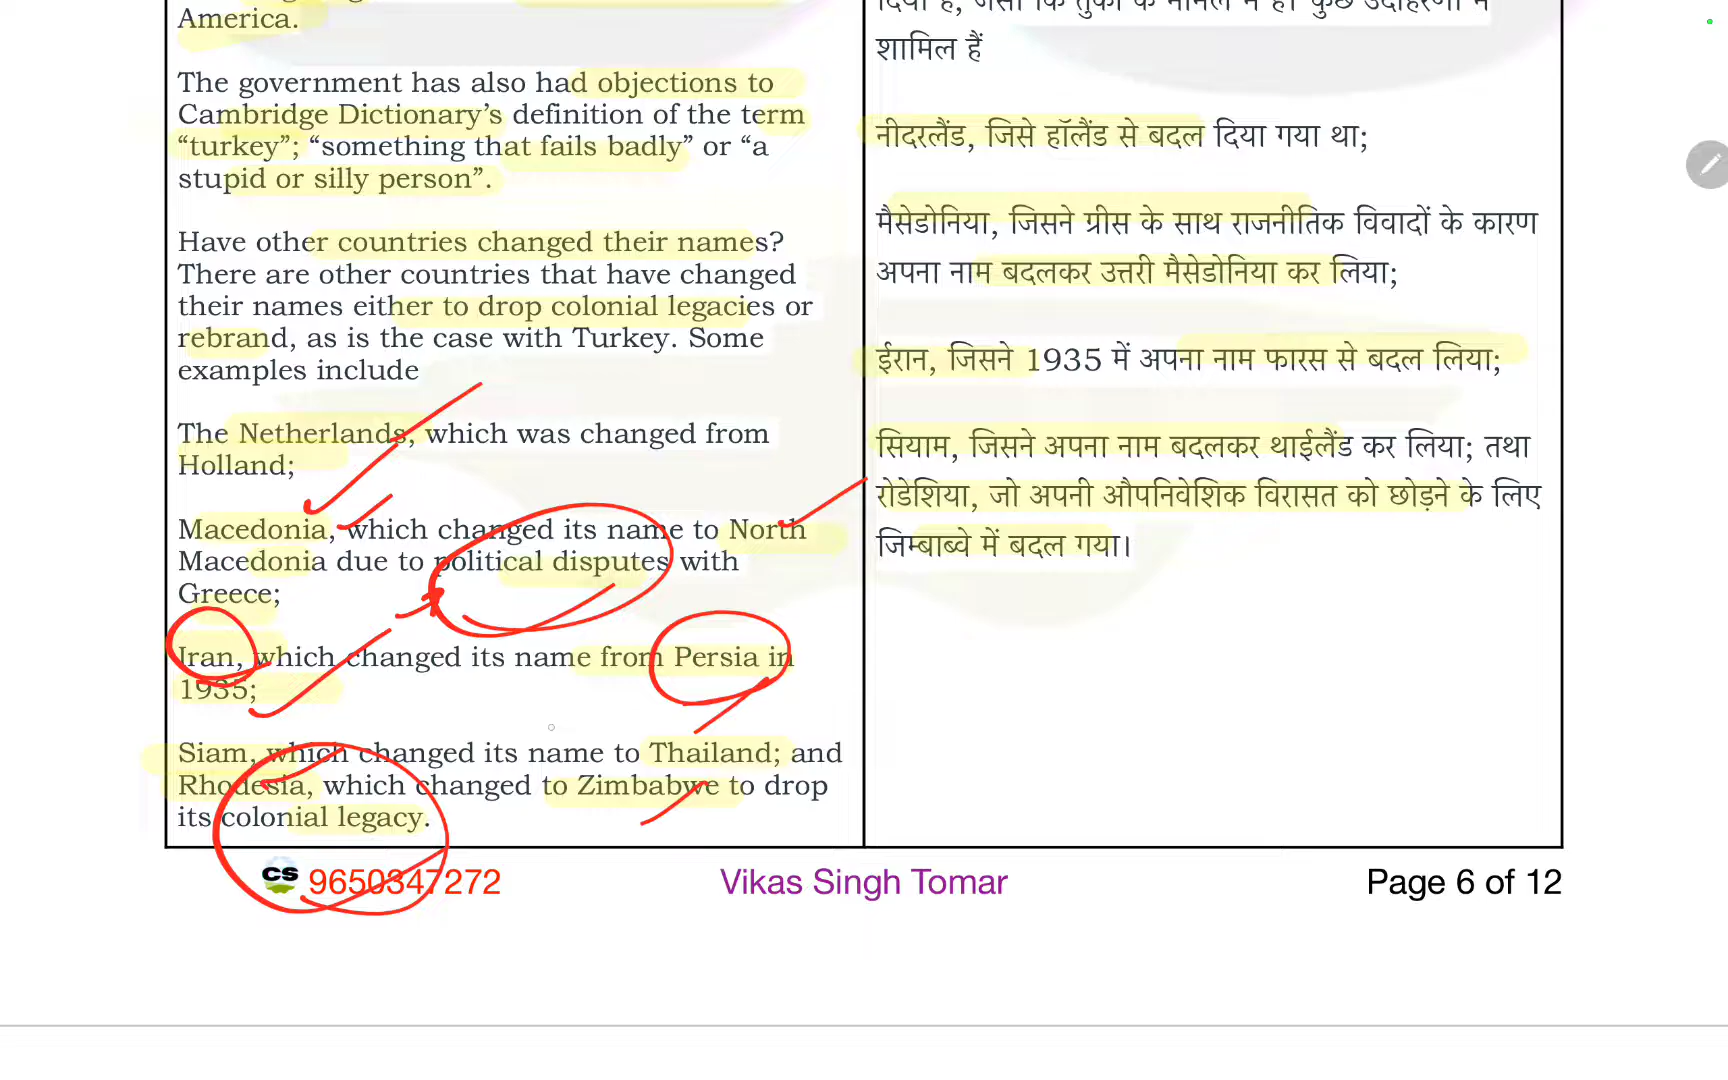 America.
The government has also had objections to
Cambridge Dictionary’s definition of the term
“turkey”; “something that fails badly” or “a
stupid or silly person”.
Have other countries changed their names?
There are other countries that have changed
their names either to drop colonial legacies or
rebrand, as is the case with Turkey. Some
examples include
The Netherlands, which was changed from
Holland;
Macedonia, which changed its name to North
Macedonia due to political disputes with
Greece;
Iran, which changed its name from Persia in
1935;
Siam, which changed its name to Thailand; and
Rhodesia, which changed to Zimbabwe to drop
its colonial legacy.
शामिल हैं
नीदरलैंड, जिसे हॉलैंड से बदल दिया गया था;
मैसेडोनिया, जिसने ग्रीस के साथ राजनीतिक विवादों के कारण
अपना नाम बदलकर उत्तरी मैसेडोनिया कर लिया;
ईरान, जिसने 1935 में अपना नाम फारस से बदल लिया;
सियाम, जिसने अपना नाम बदलकर थाईलैंड कर लिया; तथा
रोडेशिया, जो अपनी औपनिवेशिक विरासत को छोड़ने के लिए
जिम्बाब्वे में बदल गया।
CS 9650347272 Vikas Singh Tomar Page 6 of 12